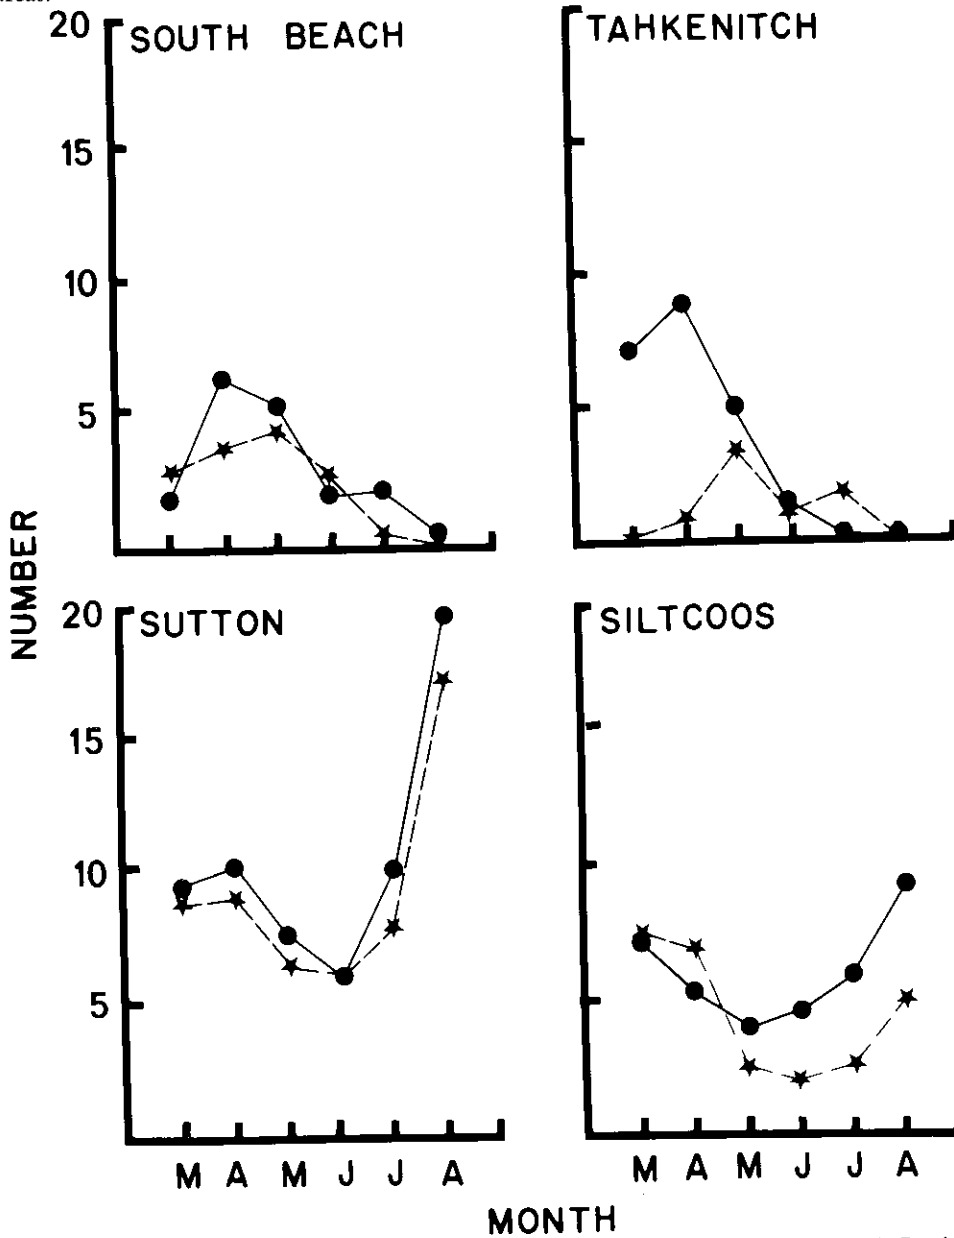 20 SOUTH BEACH
15
10
5
TAHKENITCH
NUMBER
20 SUTTON
15
10
5
SILTCOOS
M A M J J A
M A M J J A
MONTH